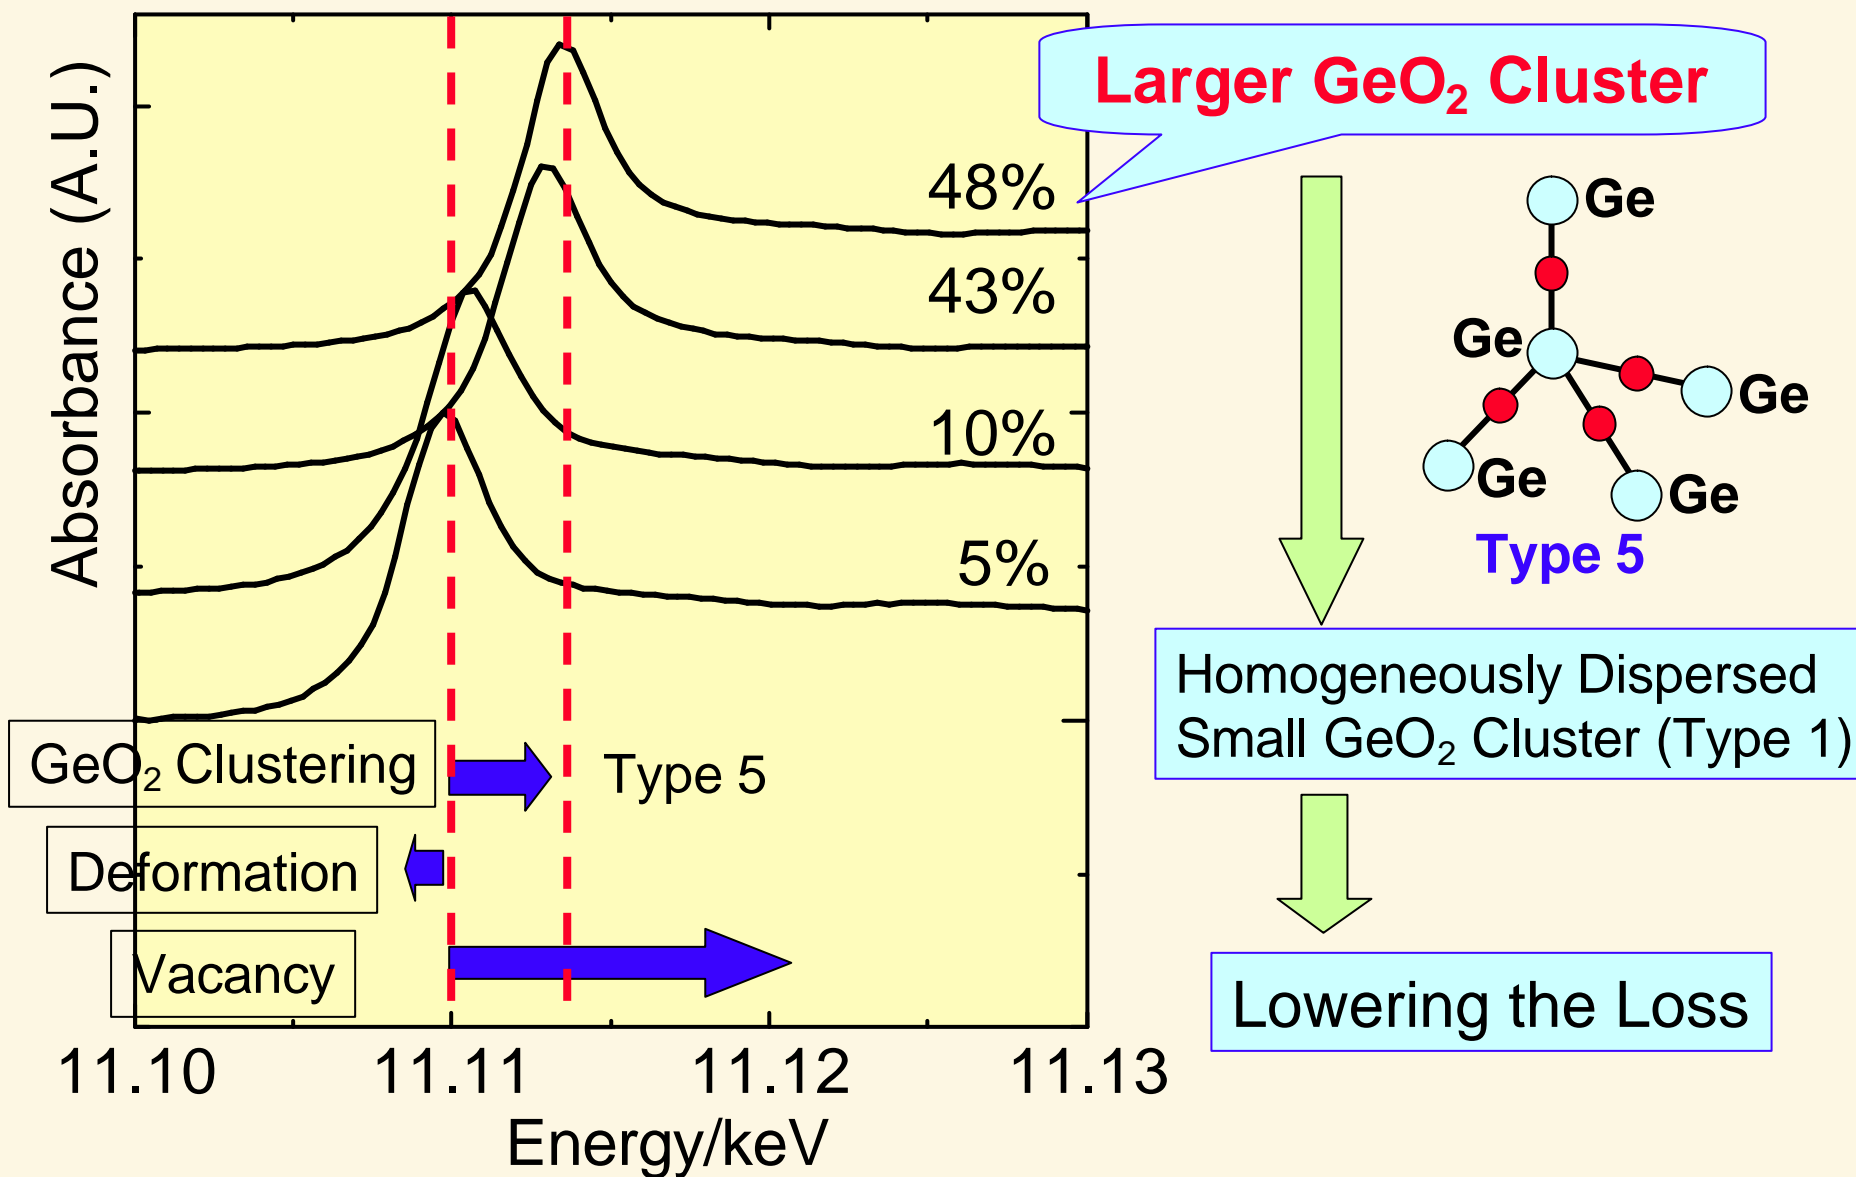 Absorbance (A.U.)
48%
43%
10%
5%
GeO₂ Clustering
Type 5
Deformation
Vacancy
11.10
11.11
11.12
11.13
Energy/keV
Larger GeO₂ Cluster
Ge
Ge
Ge
Ge
Ge
Type 5
Homogeneously Dispersed
Small GeO₂ Cluster (Type 1)
Lowering the Loss